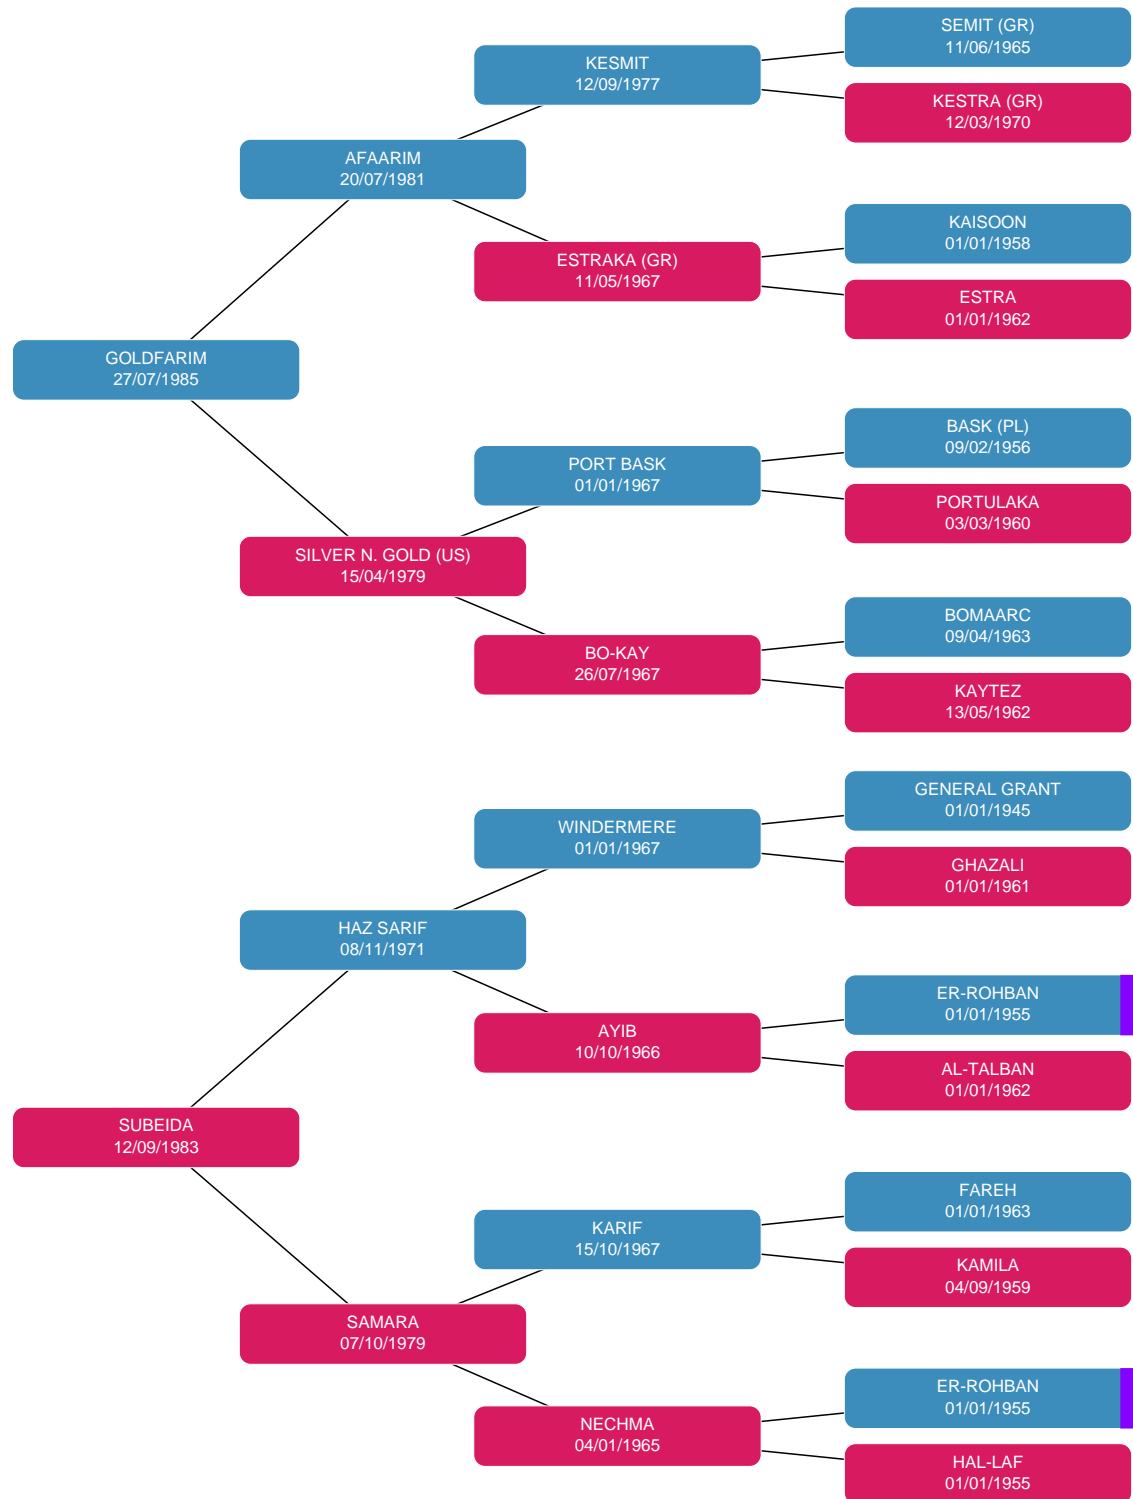 SEMIT (GR)
11/06/1965
KESMIT
12/09/1977
KESTRA (GR)
12/03/1970
AFAARIM
20/07/1981
KAISOON
01/01/1958
ESTRAKA (GR)
11/05/1967
ESTRA
01/01/1962
GOLDFARIM
27/07/1985
BASK (PL)
09/02/1956
PORT BASK
01/01/1967
PORTULAKA
03/03/1960
SILVER N. GOLD (US)
15/04/1979
BOMAARC
09/04/1963
BO-KAY
26/07/1967
KAYTEZ
13/05/1962
GENERAL GRANT
01/01/1945
WINDERMERE
01/01/1967
GHAZALI
01/01/1961
HAZ SARIF
08/11/1971
ER-ROHBAN
01/01/1955
AYIB
10/10/1966
AL-TALBAN
01/01/1962
SUBEIDA
12/09/1983
FAREH
01/01/1963
KARIF
15/10/1967
KAMILA
04/09/1959
SAMARA
07/10/1979
ER-ROHBAN
01/01/1955
NECHMA
04/01/1965
HAL-LAF
01/01/1955